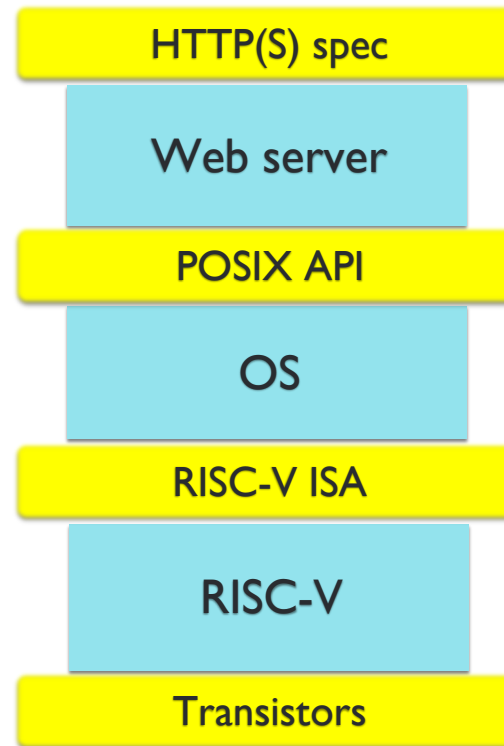 HTTP(S) spec
Web server
POSIX API
OS
RISC-V ISA
RISC-V
Transistors